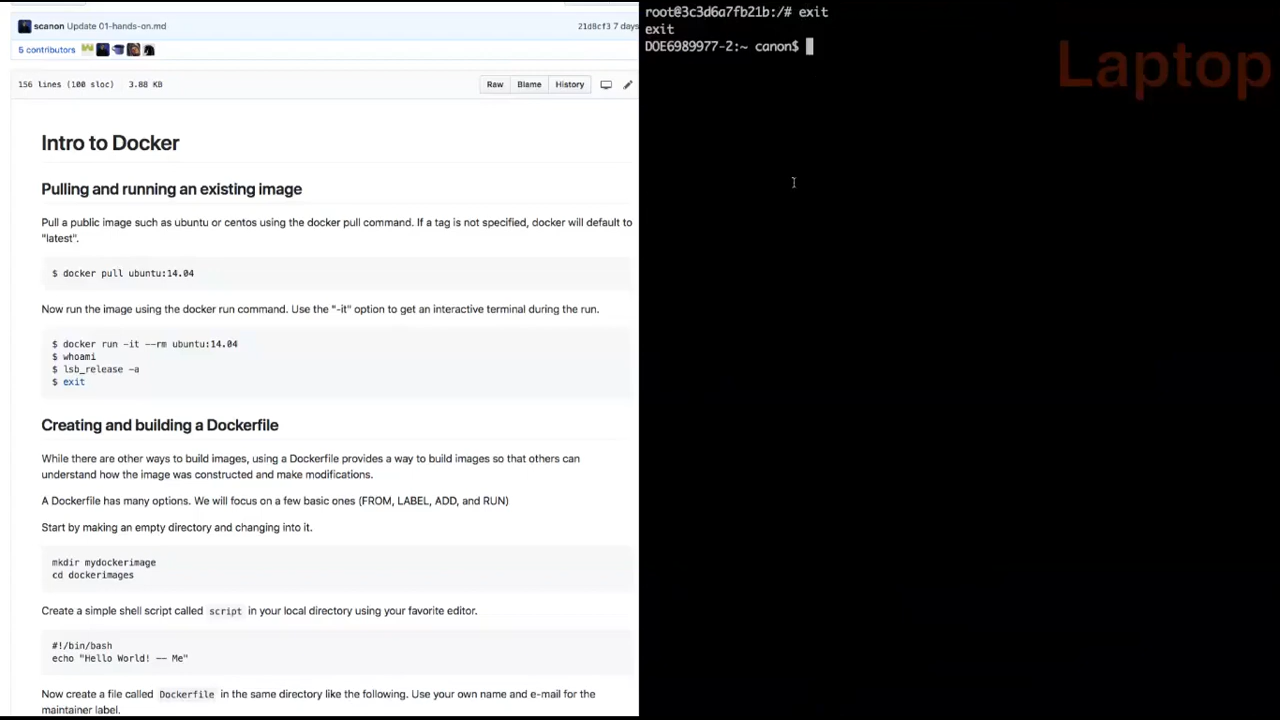 scanon Update 01-hands-on.md
21d8cf3 7 days
5 contributors
156 lines (100 sloc) 3.88 KB
Raw Blame History
Intro to Docker
Pulling and running an existing image
Pull a public image such as ubuntu or centos using the docker pull command. If a tag is not specified, docker will default to
"latest".
$ docker pull ubuntu:14.04
Now run the image using the docker run command. Use the "-it" option to get an interactive terminal during the run.
$ docker run -it --rm ubuntu:14.04
$ whoami
$ lsb_release -a
$ exit
Creating and building a Dockerfile
While there are other ways to build images, using a Dockerfile provides a way to build images so that others can
understand how the image was constructed and make modifications.
A Dockerfile has many options. We will focus on a few basic ones (FROM, LABEL, ADD, and RUN)
Start by making an empty directory and changing into it.
mkdir mydockerimage
cd dockerimages
Create a simple shell script called script in your local directory using your favorite editor.
#!/bin/bash
echo "Hello World! -- Me"
Now create a file called Dockerfile in the same directory like the following. Use your own name and e-mail for the
maintainer label.
root@3c3d6a7fb21b:/# exit
exit
DOE6989977-2:~ canon$
Laptop